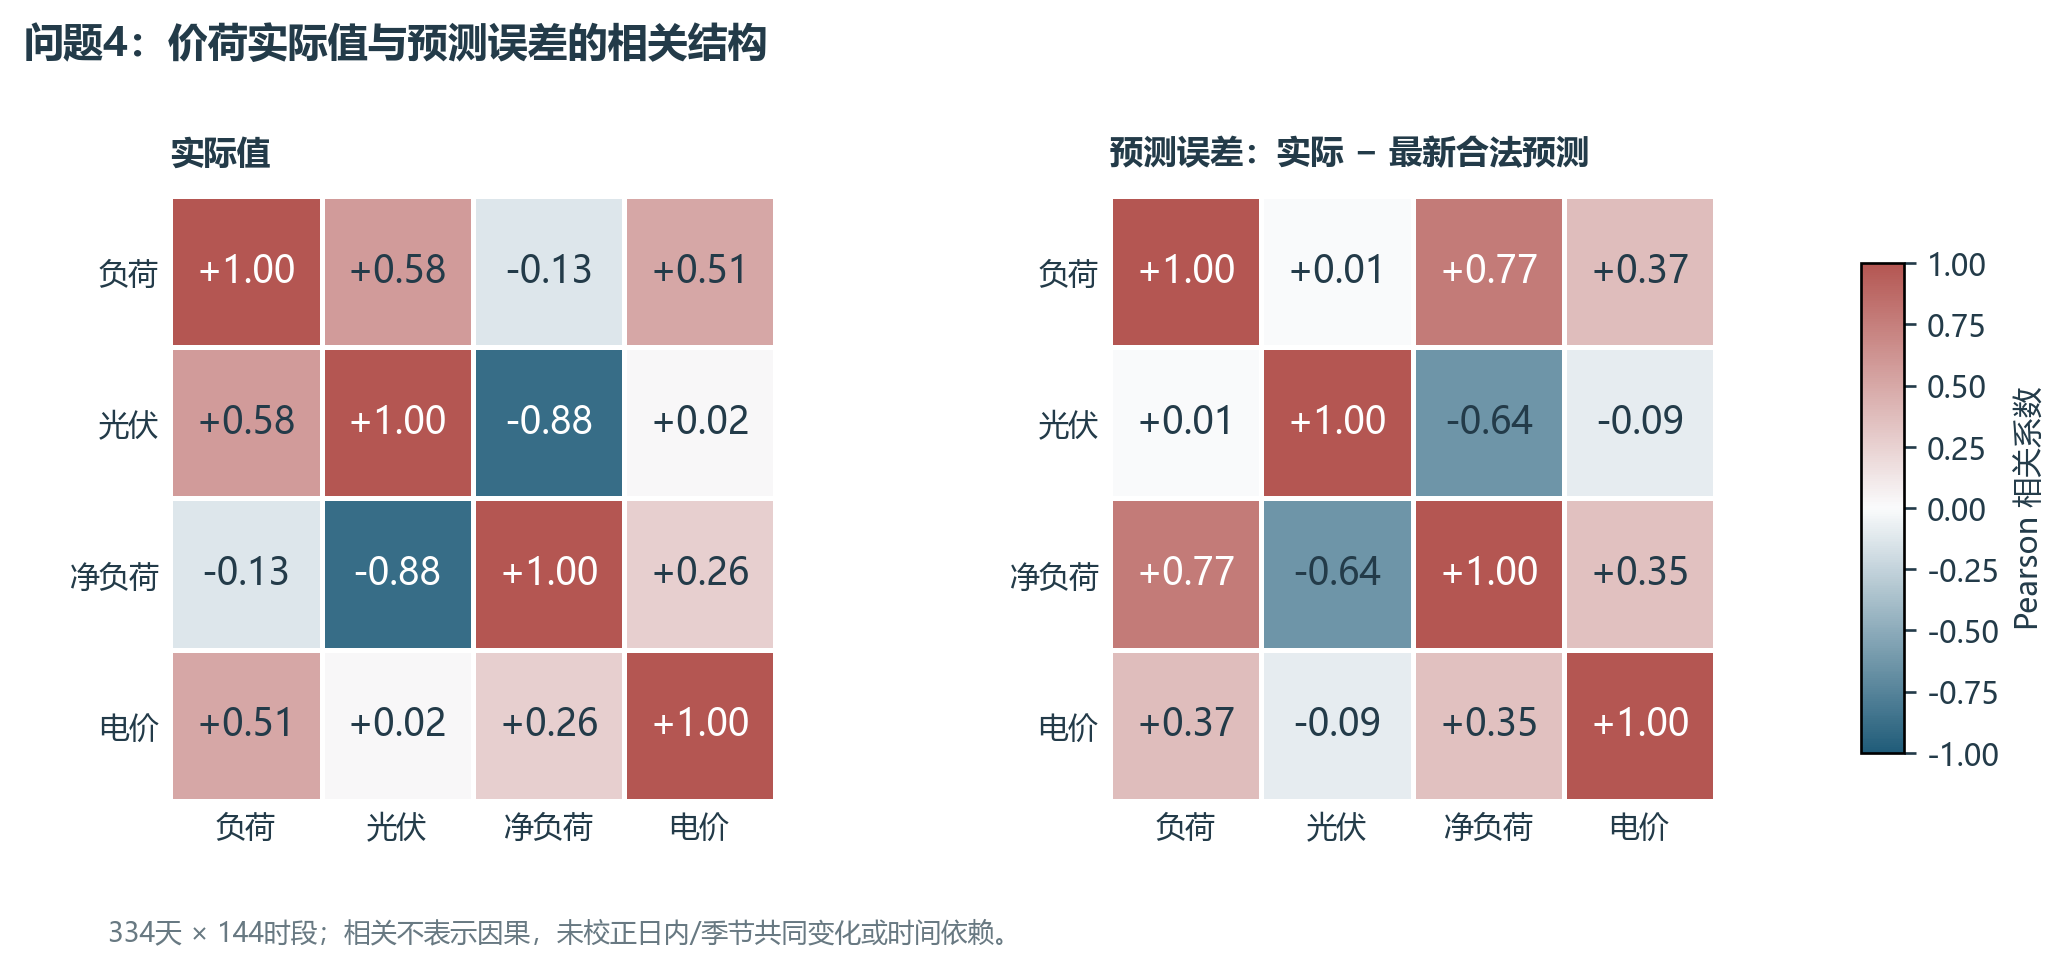 问题4：价荷实际值与预测误差的相关结构
实际值
负荷 +1.00 +0.58 -0.13 +0.51
光伏 +0.58 +1.00 -0.88 +0.02
净负荷 -0.13 -0.88 +1.00 +0.26
电价 +0.51 +0.02 +0.26 +1.00
负荷 光伏 净负荷 电价
预测误差：实际 − 最新合法预测
负荷 +1.00 +0.01 +0.77 +0.37
光伏 +0.01 +1.00 -0.64 -0.09
净负荷 +0.77 -0.64 +1.00 +0.35
电价 +0.37 -0.09 +0.35 +1.00
负荷 光伏 净负荷 电价
1.00
0.75
0.50
0.25
0.00
-0.25
-0.50
-0.75
-1.00
Pearson 相关系数
334天 × 144时段；相关不表示因果，未校正日内/季节共同变化或时间依赖。